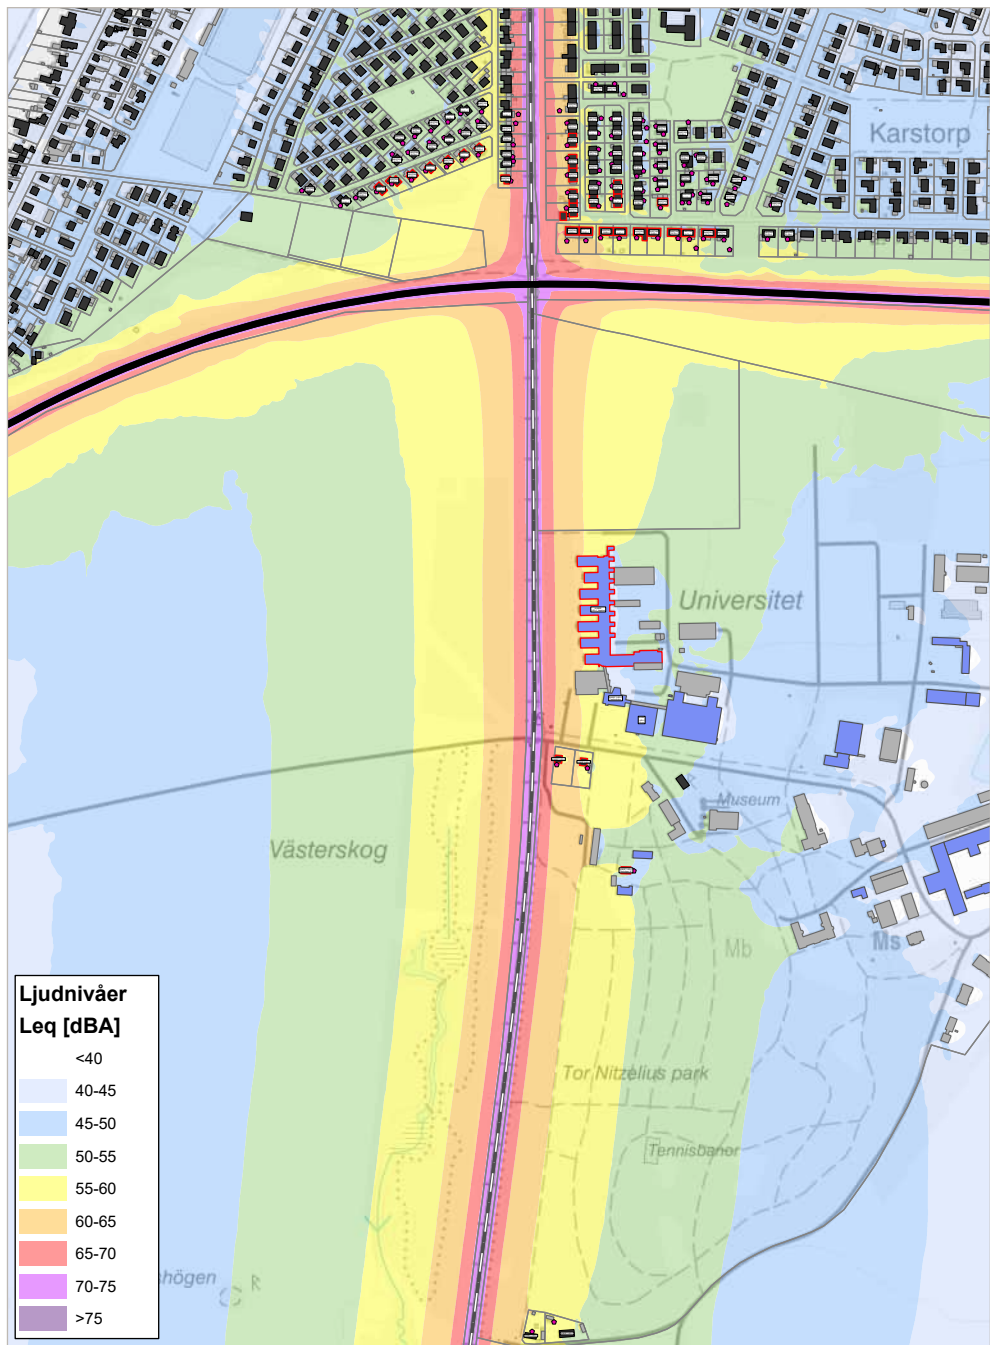 Karstorp
Universitet
Museum
Västerskog
Mb
Ms
Tor Nitzelius park
Tennisbanor
högen
R
Ljudnivåer
Leq [dBA]
<40
40-45
45-50
50-55
55-60
60-65
65-70
70-75
>75